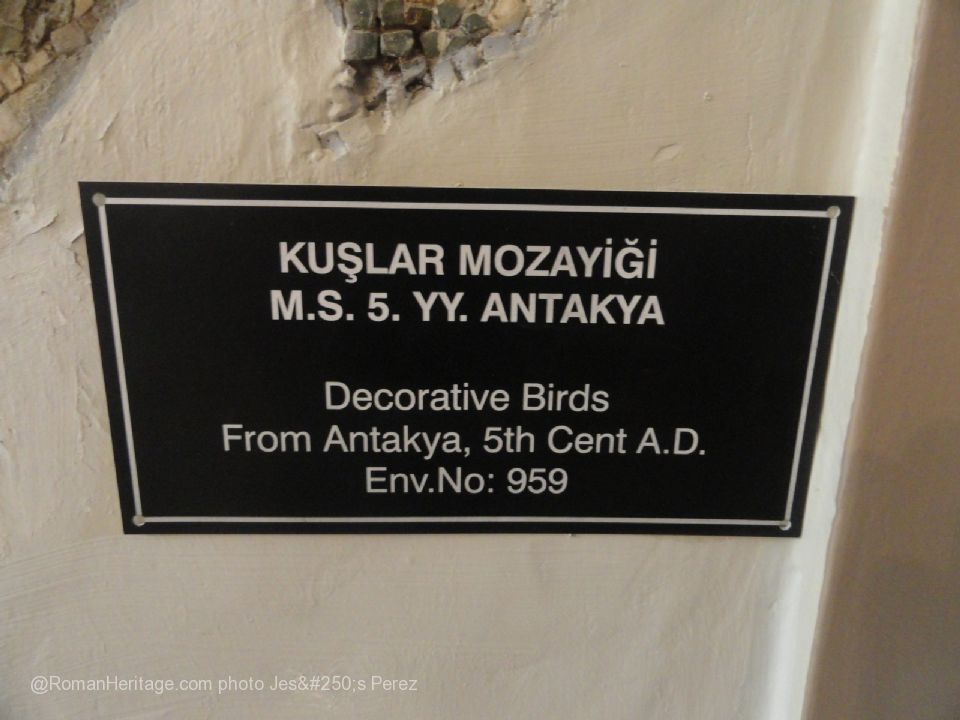 KUŞLAR MOZAYİĞİ
M.S. 5. YY. ANTAKYA
Decorative Birds
From Antakya, 5th Cent A.D.
Env.No: 959
@RomanHeritage.com photo Jes&#250;s Perez